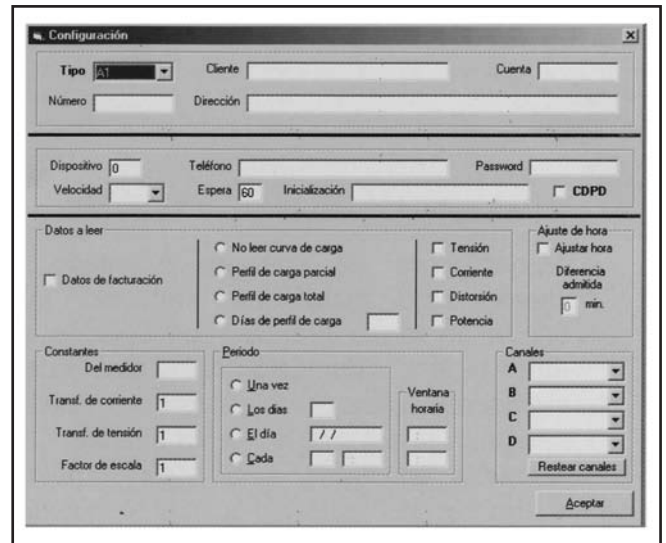 Configuración
Tipo A1 Cliente Cuenta
Número Dirección
Dispositivo 0 Teléfono Password
Velocidad Espera 60 Inicialización CDPD
Datos a leer
Datos de facturación
No leer curva de carga
Perfil de carga parcial
Perfil de carga total
Días de perfil de carga
Tensión
Corriente
Distorsión
Potencia
Ajuste de hora
Ajustar hora
Diferencia
admitida
0 min.
Constantes
Del medidor
Transf. de corriente 1
Transf. de tensión 1
Factor de escala 1
Periodo
Una vez
Los dias
El día / /
Cada :
Ventana
horaria
:
:
Canales
A
B
C
D
Restear canales
Aceptar